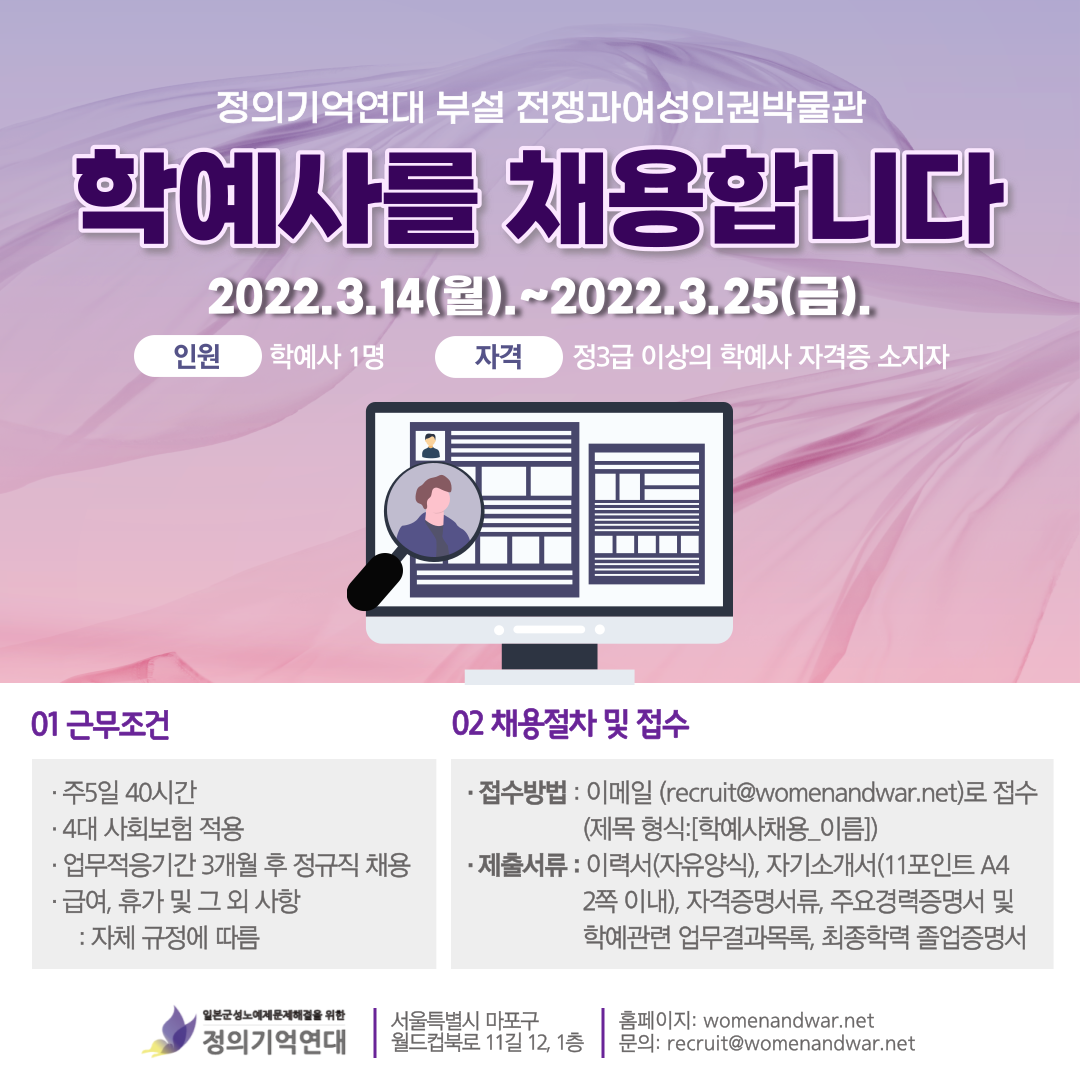 정의기억연대 부설 전쟁과여성인권박물관
학예사를 채용합니다
2022.3.14(월).~2022.3.25(금).
인원 학예사 1명 자격 정3급 이상의 학예사 자격증 소지자
01 근무조건
· 주5일 40시간
· 4대 사회보험 적용
· 업무적응기간 3개월 후 정규직 채용
· 급여, 휴가 및 그 외 사항
: 자체 규정에 따름
02 채용절차 및 접수
· 접수방법 : 이메일 (recruit@womenandwar.net)로 접수
(제목 형식:[학예사채용_이름])
· 제출서류 : 이력서(자유양식), 자기소개서(11포인트 A4
2쪽 이내), 자격증명서류, 주요경력증명서 및
학예관련 업무결과목록, 최종학력 졸업증명서
일본군성노예제문제해결을 위한
정의기억연대
서울특별시 마포구
월드컵북로 11길 12, 1층
홈페이지: womenandwar.net
문의: recruit@womenandwar.net